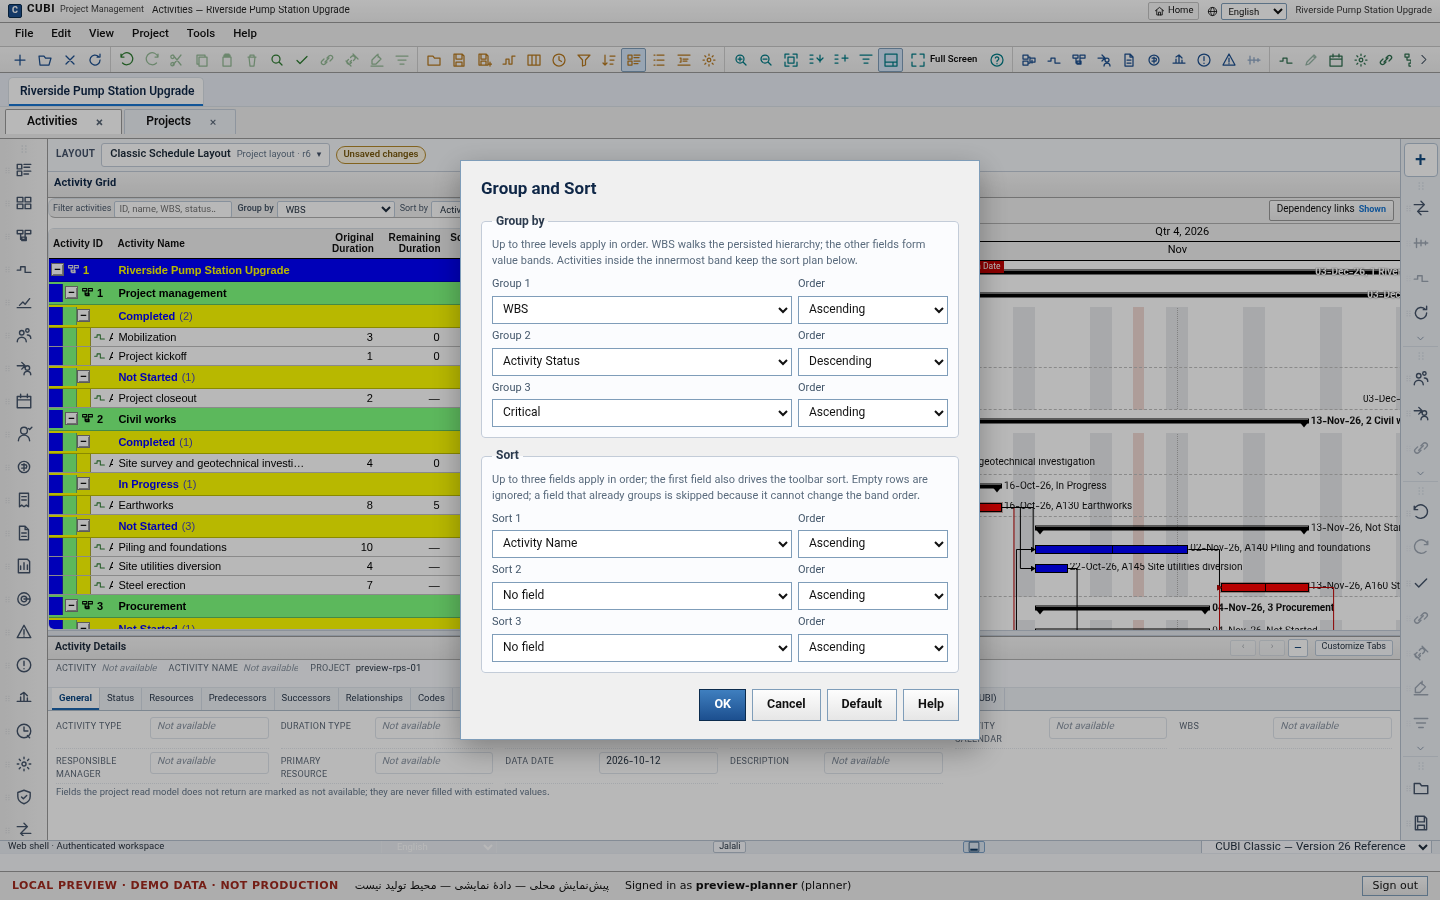 CUBI Project Management Activities — Riverside Pump Station Upgrade Home English Riverside Pump Station Upgrade
File Edit View Project Tools Help
Full Screen
Riverside Pump Station Upgrade
Activities × Projects ×
LAYOUT Classic Schedule Layout Project layout · r6 Unsaved changes
Activity Grid
Filter activities ID, name, WBS, status.. Group by WBS Sort by
Dependency links Shown
Activity ID Activity Name Original Duration Remaining Duration
Qtr 4, 2026
Nov
1 Riverside Pump Station Upgrade
Date
1 Project management
Completed (2)
Mobilization 3 0
Project kickoff 1 0
Not Started (1)
Project closeout 2 —
03-Dec-
2 Civil works
13-Nov-26, 2 Civil w
Completed (1)
Site survey and geotechnical investi... 4 0
geotechnical investigation
In Progress (1)
16-Oct-26, In Progress
Earthworks 8 5
16-Oct-26, A130 Earthworks
Not Started (3)
13-Nov-26, Not Star
Piling and foundations 10 —
02-Nov-26, A140 Piling and foundations
Site utilities diversion 4 —
22-Oct-26, A145 Site utilities diversion
Steel erection 7 —
13-Nov-26, A160 St
3 Procurement
04-Nov-26, 3 Procurement
Not Started (1)
Group and Sort
Group by
Up to three levels apply in order. WBS walks the persisted hierarchy; the other fields form
value bands. Activities inside the innermost band keep the sort plan below.
Group 1 Order
WBS Ascending
Group 2 Order
Activity Status Descending
Group 3 Order
Critical Ascending
Sort
Up to three fields apply in order; the first field also drives the toolbar sort. Empty rows are
ignored; a field that already groups is skipped because it cannot change the band order.
Sort 1 Order
Activity Name Ascending
Sort 2 Order
No field Ascending
Sort 3 Order
No field Ascending
OK Cancel Default Help
Activity Details
Customize Tabs
ACTIVITY Not available ACTIVITY NAME Not available PROJECT preview-rps-01
General Status Resources Predecessors Successors Relationships Codes
ACTIVITY TYPE Not available DURATION TYPE Not available
Not available WBS Not available
RESPONSIBLE MANAGER Not available PRIMARY RESOURCE Not available DATA DATE 2026-10-12 DESCRIPTION Not available
Fields the project read model does not return are marked as not available; they are never filled with estimated values.
Web shell · Authenticated workspace English Jalali CUBI Classic — Version 26 Reference
LOCAL PREVIEW · DEMO DATA · NOT PRODUCTION پیش‌نمایش محلی — دادهٔ نمایشی — محیط تولید نیست Signed in as preview-planner (planner) Sign out